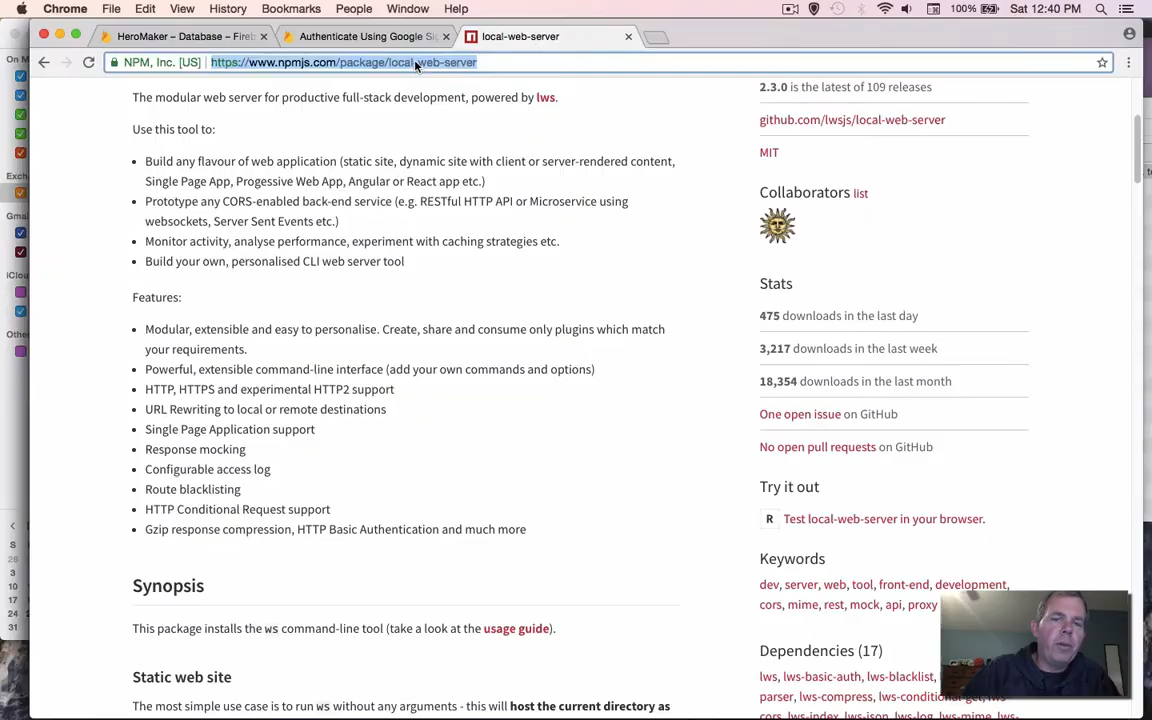 Chrome File Edit View History Bookmarks People Window Help 100% Sat 12:40 PM
HeroMaker – Database – Fireb
Authenticate Using Google Si
local-web-server
NPM, Inc. [US] | https://www.npmjs.com/package/local-web-server
The modular web server for productive full-stack development, powered by lws.
Use this tool to:
• Build any flavour of web application (static site, dynamic site with client or server-rendered content,
Single Page App, Progessive Web App, Angular or React app etc.)
• Prototype any CORS-enabled back-end service (e.g. RESTful HTTP API or Microservice using
websockets, Server Sent Events etc.)
• Monitor activity, analyse performance, experiment with caching strategies etc.
• Build your own, personalised CLI web server tool
Features:
• Modular, extensible and easy to personalise. Create, share and consume only plugins which match
your requirements.
• Powerful, extensible command-line interface (add your own commands and options)
• HTTP, HTTPS and experimental HTTP2 support
• URL Rewriting to local or remote destinations
• Single Page Application support
• Response mocking
• Configurable access log
• Route blacklisting
• HTTP Conditional Request support
• Gzip response compression, HTTP Basic Authentication and much more
Synopsis
This package installs the ws command-line tool (take a look at the usage guide).
Static web site
The most simple use case is to run ws without any arguments - this will host the current directory as
2.3.0 is the latest of 109 releases
github.com/lwsjs/local-web-server
MIT
Collaborators list
Stats
475 downloads in the last day
3,217 downloads in the last week
18,354 downloads in the last month
One open issue on GitHub
No open pull requests on GitHub
Try it out
R Test local-web-server in your browser.
Keywords
dev, server, web, tool, front-end, development,
cors, mime, rest, mock, api, proxy
Dependencies (17)
lws, lws-basic-auth, lws-blacklist,
parser, lws-compress, lws-conditional-get, lws-
cors, lws-index, lws-json, lws-log, lws-mime, lws-
On M
Exch
Gmai
iClou
Other
S
26
3
10
17
24
31